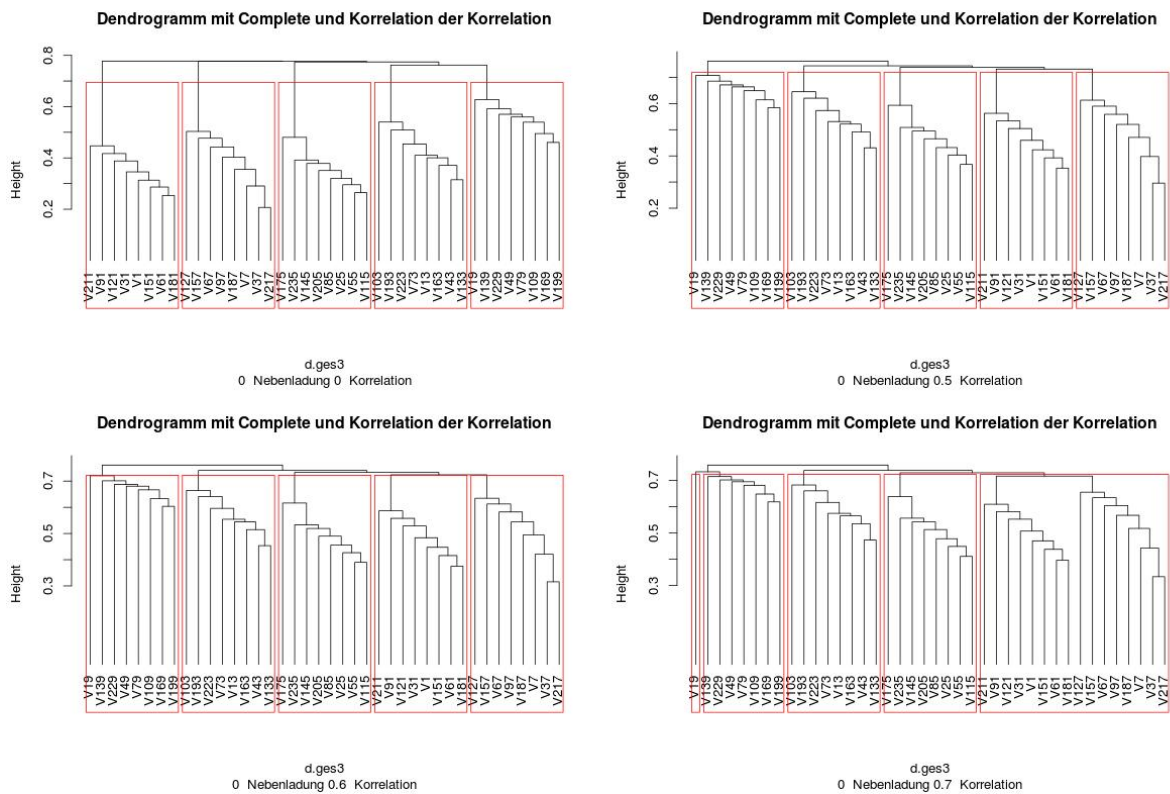 Dendrogramm mit Complete und Korrelation der Korrelation
Height
0.8
0.6
0.4
0.2
V211 V91 V121 V31 V1 V151 V61 V181 V127 V157 V67 V97 V187 V7 V37 V217 V175 V235 V145 V205 V85 V25 V55 V115 V103 V193 V223 V73 V13 V163 V43 V133 V19 V139 V229 V49 V79 V109 V169 V199
d.ges3
0 Nebenladung 0 Korrelation
Dendrogramm mit Complete und Korrelation der Korrelation
Height
0.6
0.4
0.2
V19 V139 V229 V49 V79 V109 V169 V199 V103 V193 V223 V73 V13 V163 V43 V133 V175 V235 V145 V205 V85 V25 V55 V115 V211 V91 V121 V31 V1 V151 V61 V181 V127 V157 V67 V97 V187 V7 V37 V217
d.ges3
0 Nebenladung 0.5 Korrelation
Dendrogramm mit Complete und Korrelation der Korrelation
Height
0.7
0.5
0.3
V19 V139 V229 V49 V79 V109 V169 V199 V103 V193 V223 V73 V13 V163 V43 V133 V175 V235 V145 V205 V85 V25 V55 V115 V211 V91 V121 V31 V1 V151 V61 V181 V127 V157 V67 V97 V187 V7 V37 V217
d.ges3
0 Nebenladung 0.6 Korrelation
Dendrogramm mit Complete und Korrelation der Korrelation
Height
0.7
0.5
0.3
V19 V139 V229 V49 V79 V109 V169 V199 V103 V193 V223 V73 V13 V163 V43 V133 V175 V235 V145 V205 V85 V25 V55 V115 V211 V91 V121 V31 V1 V151 V61 V181 V127 V157 V67 V97 V187 V7 V37 V217
d.ges3
0 Nebenladung 0.7 Korrelation